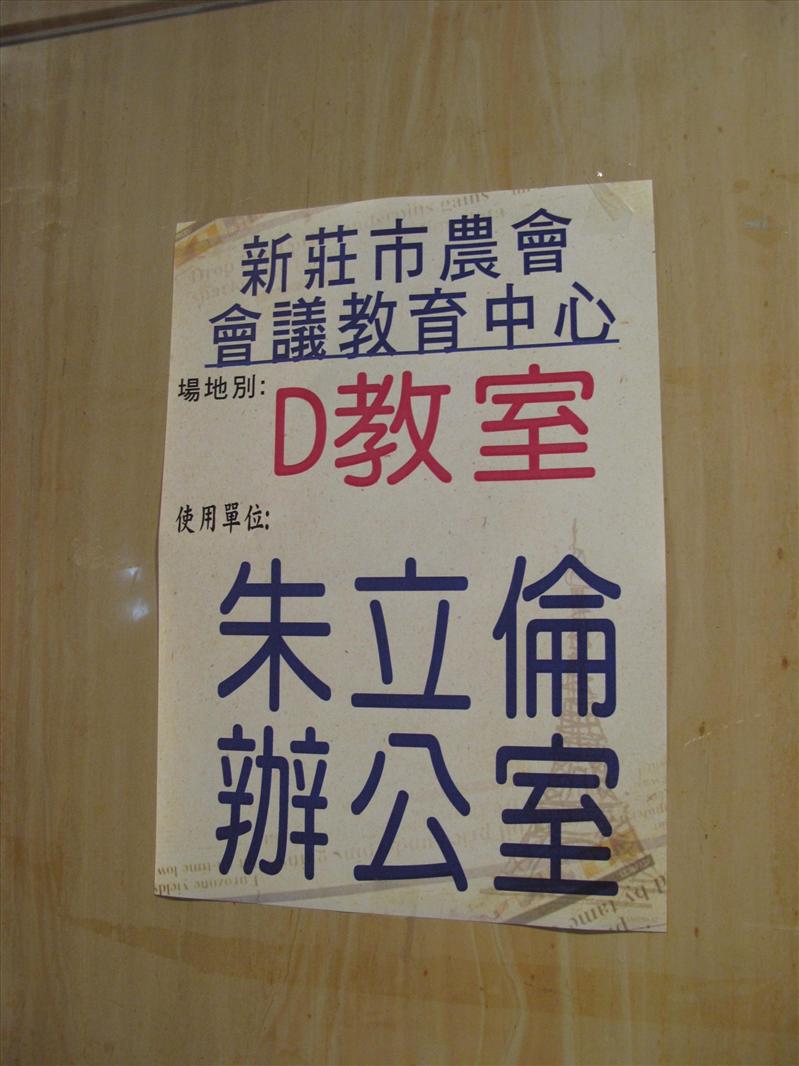 新莊市農會
會議教育中心
場地別:
D教室
使用單位:
朱立倫
辦公室